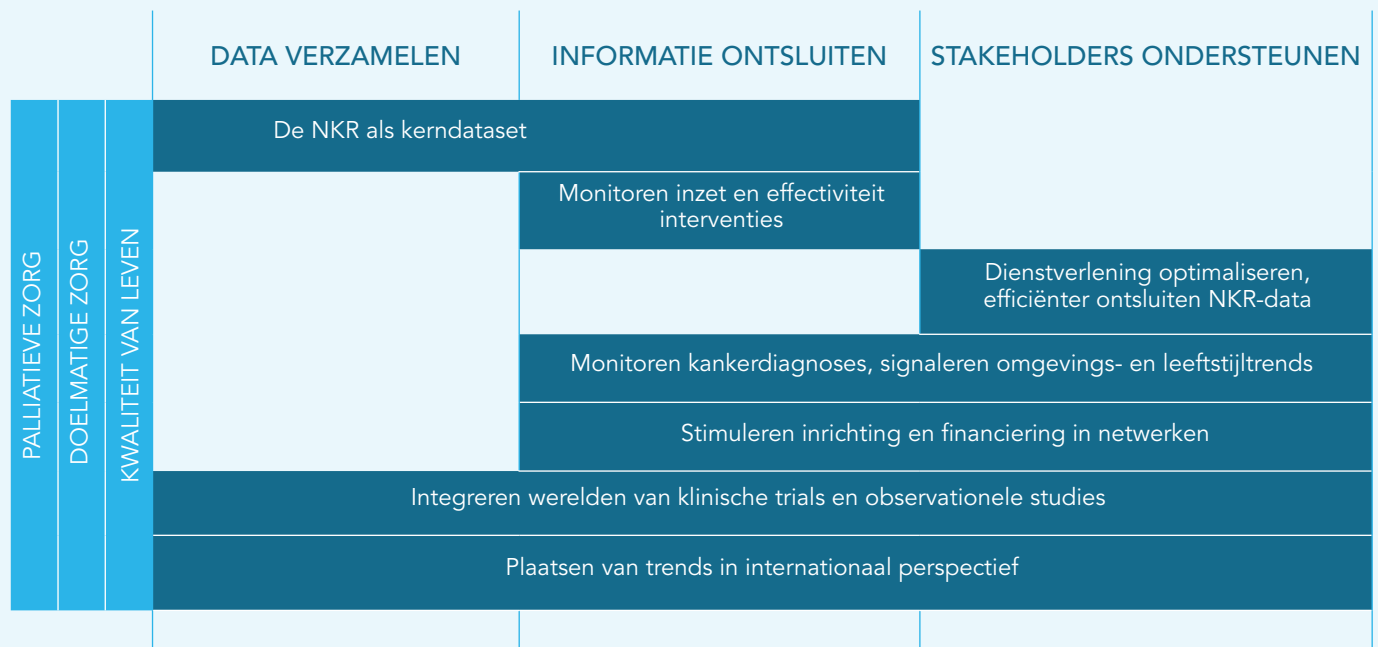 DATA VERZAMELEN
INFORMATIE ONTSLUITEN
STAKEHOLDERS ONDERSTEUNEN
PALLIATIEVE ZORG
DOELMATIGE ZORG
KWALITEIT VAN LEVEN
De NKR als kerndataset
Monitoren inzet en effectiviteit
interventies
Dienstverlening optimaliseren,
efficiënter ontsluiten NKR-data
Monitoren kankerdiagnoses, signaleren omgevings- en leeftstijltrends
Stimuleren inrichting en financiering in netwerken
Integreren werelden van klinische trials en observationele studies
Plaatsen van trends in internationaal perspectief